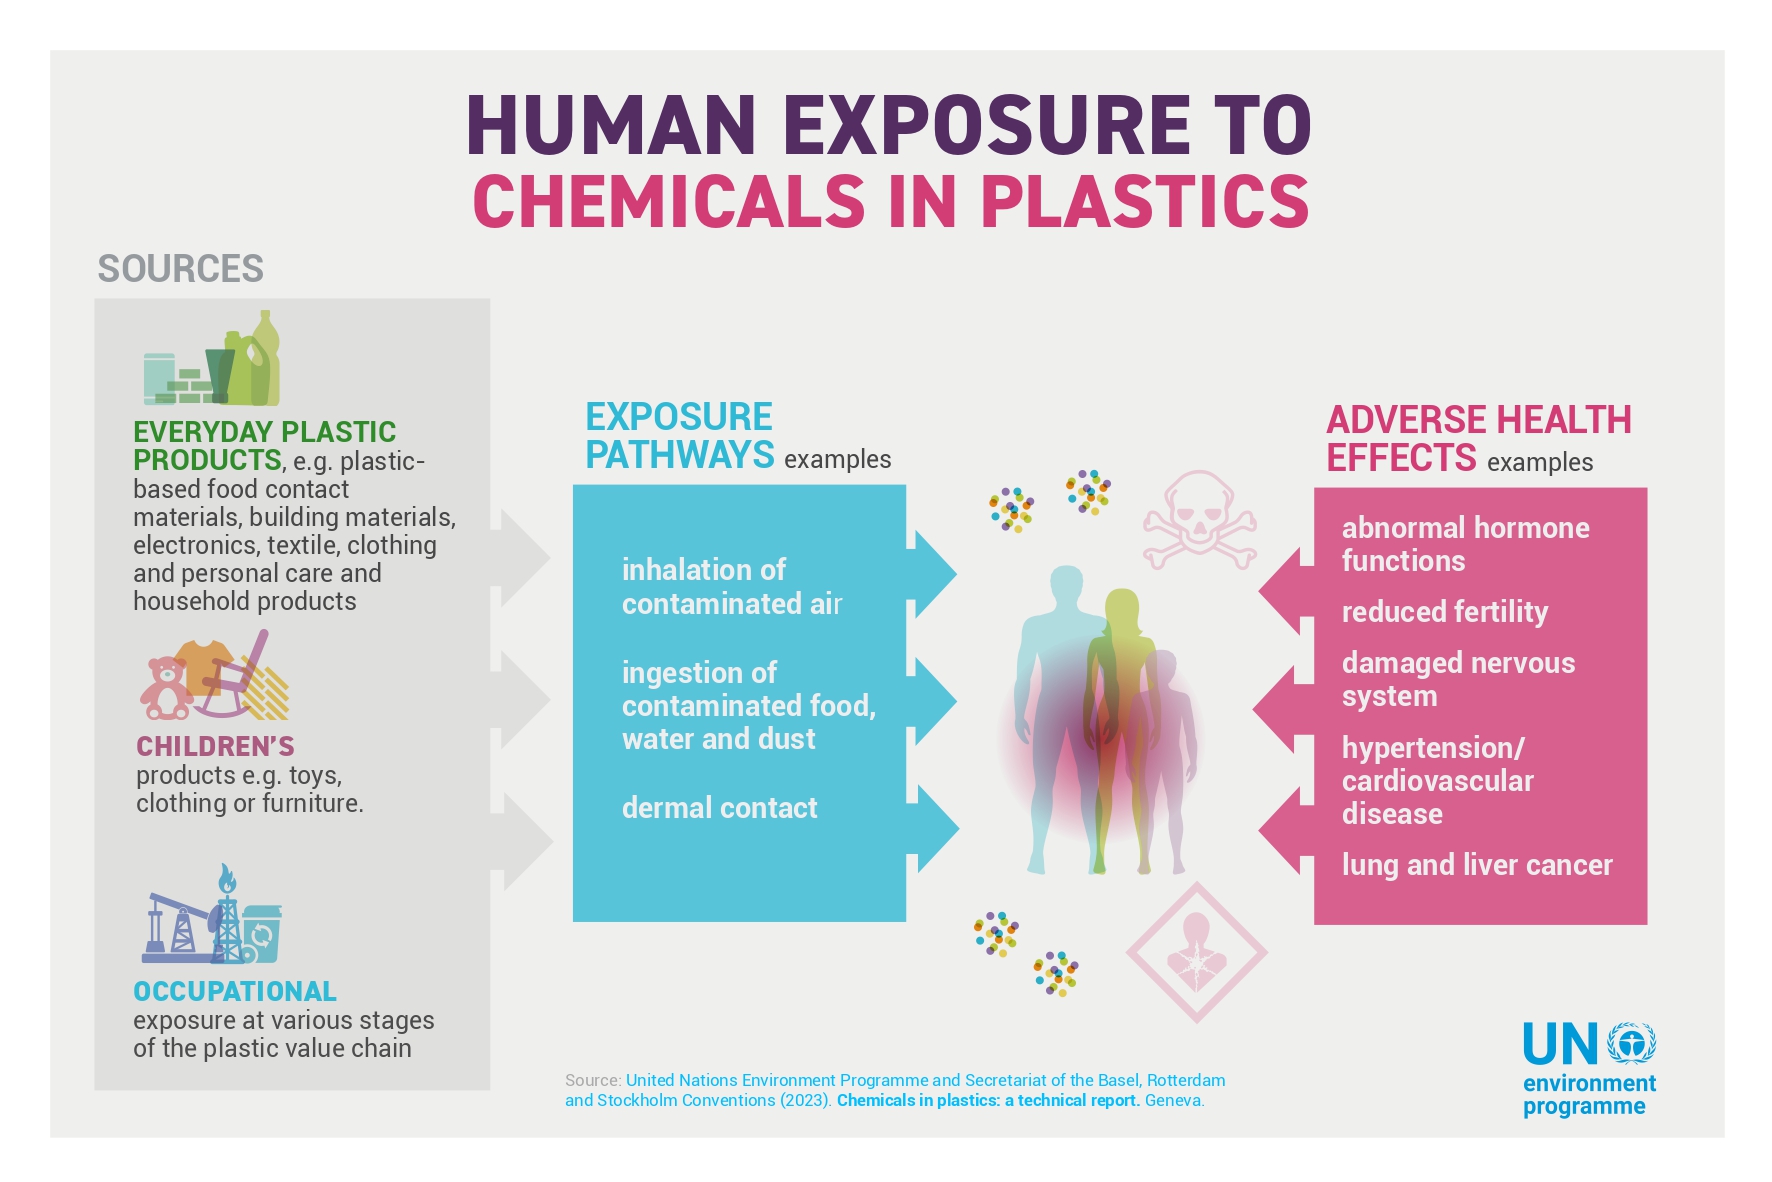 HUMAN EXPOSURE TO
CHEMICALS IN PLASTICS
SOURCES
EVERYDAY PLASTIC
PRODUCTS, e.g. plastic-
based food contact
materials, building materials,
electronics, textile, clothing
and personal care and
household products
CHILDREN'S
products e.g. toys,
clothing or furniture.
OCCUPATIONAL
exposure at various stages
of the plastic value chain
EXPOSURE
PATHWAYS examples
inhalation of
contaminated air
ingestion of
contaminated food,
water and dust
dermal contact
ADVERSE HEALTH
EFFECTS examples
abnormal hormone
functions
reduced fertility
damaged nervous
system
hypertension/
cardiovascular
disease
lung and liver cancer
Source: United Nations Environment Programme and Secretariat of the Basel, Rotterdam
and Stockholm Conventions (2023). Chemicals in plastics: a technical report. Geneva.
UN
environment
programme